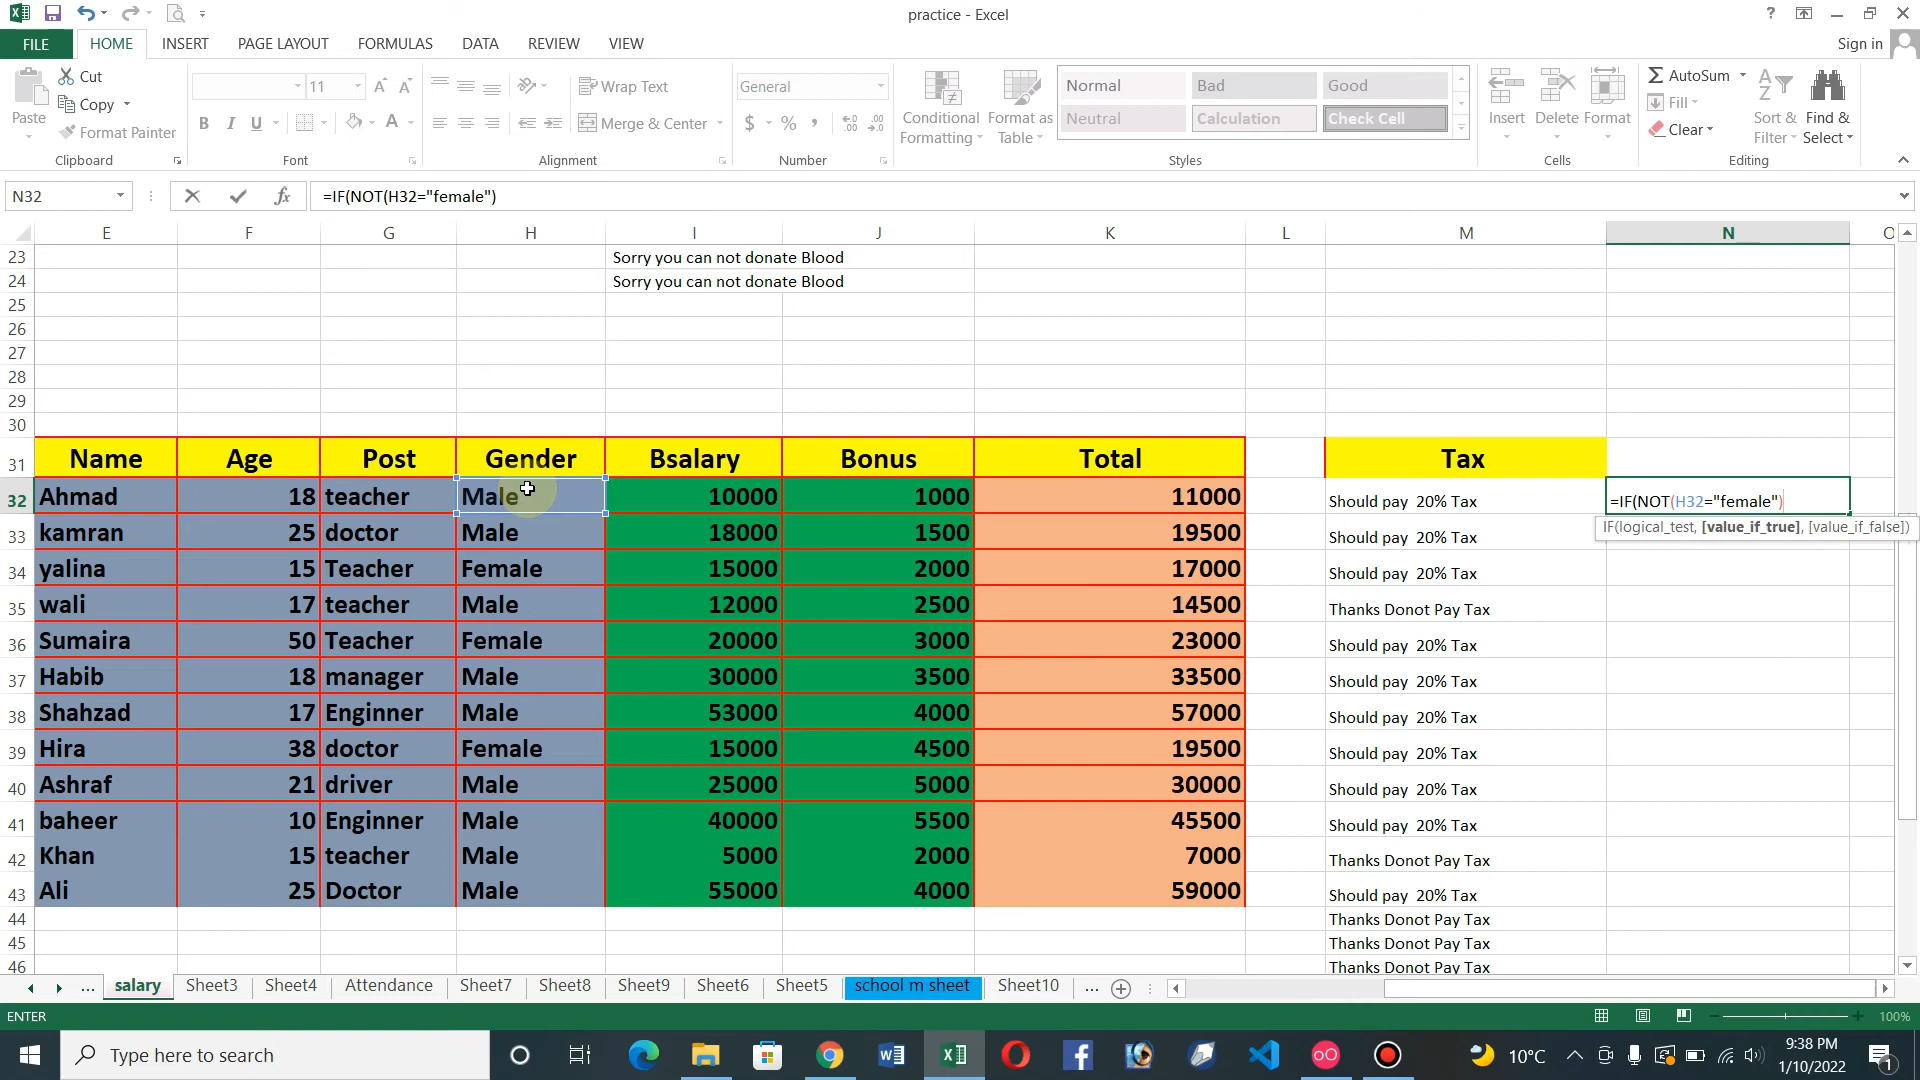 practice - Excel
FILE HOME INSERT PAGE LAYOUT FORMULAS DATA REVIEW VIEW Sign in
Cut
Copy
Format Painter
Paste
Clipboard
11
B I U
Font
Wrap Text
Merge & Center
Alignment
General
$ %
Number
Conditional Formatting
Format as Table
Normal Bad Good
Neutral Calculation Check Cell
Styles
Insert Delete Format
Cells
AutoSum
Fill
Clear
Sort & Filter
Find & Select
Editing
N32 fx =IF(NOT(H32="female")
E F G H I J K L M N O
23 Sorry you can not donate Blood
24 Sorry you can not donate Blood
25
26
27
28
29
30
31 Name Age Post Gender Bsalary Bonus Total Tax
32 Ahmad 18 teacher Male 10000 1000 11000 Should pay 20% Tax =IF(NOT(H32="female")
IF(logical_test, [value_if_true], [value_if_false])
33 kamran 25 doctor Male 18000 1500 19500 Should pay 20% Tax
34 yalina 15 Teacher Female 15000 2000 17000 Should pay 20% Tax
35 wali 17 teacher Male 12000 2500 14500 Thanks Donot Pay Tax
36 Sumaira 50 Teacher Female 20000 3000 23000 Should pay 20% Tax
37 Habib 18 manager Male 30000 3500 33500 Should pay 20% Tax
38 Shahzad 17 Enginner Male 53000 4000 57000 Should pay 20% Tax
39 Hira 38 doctor Female 15000 4500 19500 Should pay 20% Tax
40 Ashraf 21 driver Male 25000 5000 30000 Should pay 20% Tax
41 baheer 10 Enginner Male 40000 5500 45500 Should pay 20% Tax
42 Khan 15 teacher Male 5000 2000 7000 Thanks Donot Pay Tax
43 Ali 25 Doctor Male 55000 4000 59000 Should pay 20% Tax
44 Thanks Donot Pay Tax
45 Thanks Donot Pay Tax
46 Thanks Donot Pay Tax
... salary Sheet3 Sheet4 Attendance Sheet7 Sheet8 Sheet9 Sheet6 Sheet5 school m sheet Sheet10 ...
ENTER 100%
Type here to search
10°C
9:38 PM
1/10/2022
1